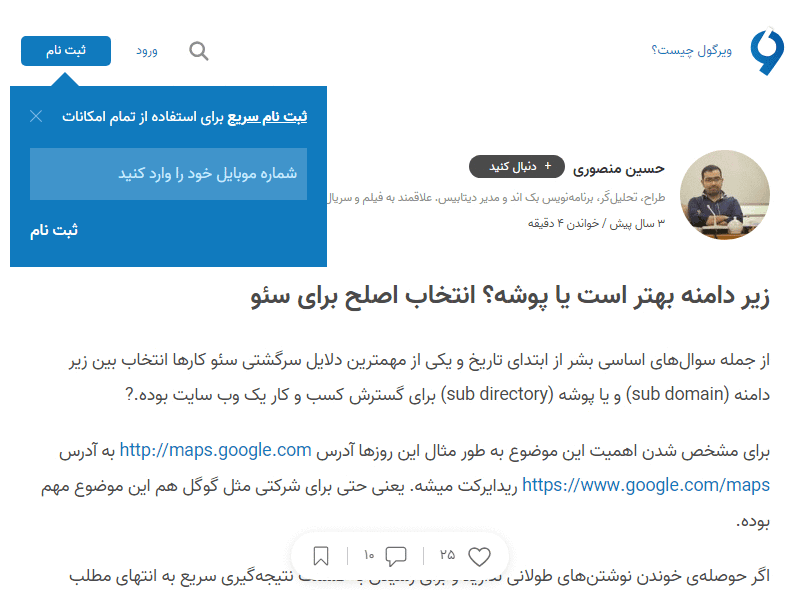 ویرگول چیست؟
ورود
ثبت نام
ثبت نام سریع برای استفاده از تمام امکانات
شماره موبایل خود را وارد کنید
ثبت نام
حسین منصوری
+ دنبال کنید
طراح، تحلیل‌گر، برنامه‌نویس بک اند و مدیر دیتابیس. علاقمند به فیلم و سریال
۳ سال پیش / خواندن ۴ دقیقه
زیر دامنه بهتر است یا پوشه؟ انتخاب اصلح برای سئو
از جمله سوال‌های اساسی بشر از ابتدای تاریخ و یکی از مهمترین دلایل سرگشتی سئو کارها انتخاب بین زیر
دامنه (sub domain) و یا پوشه (sub directory) برای گسترش کسب و کار یک وب سایت بوده.?
برای مشخص شدن اهمیت این موضوع به طور مثال این روزها آدرس http://maps.google.com به آدرس
https://www.google.com/maps ریدایرکت میشه. یعنی حتی برای شرکتی مثل گوگل هم این موضوع مهم
بوده.
۲۵
۱۰
اگر حوصله‌ی خوندن نوشتن‌های طولانی نتیجه‌گیری سریع به انتهای مطلب